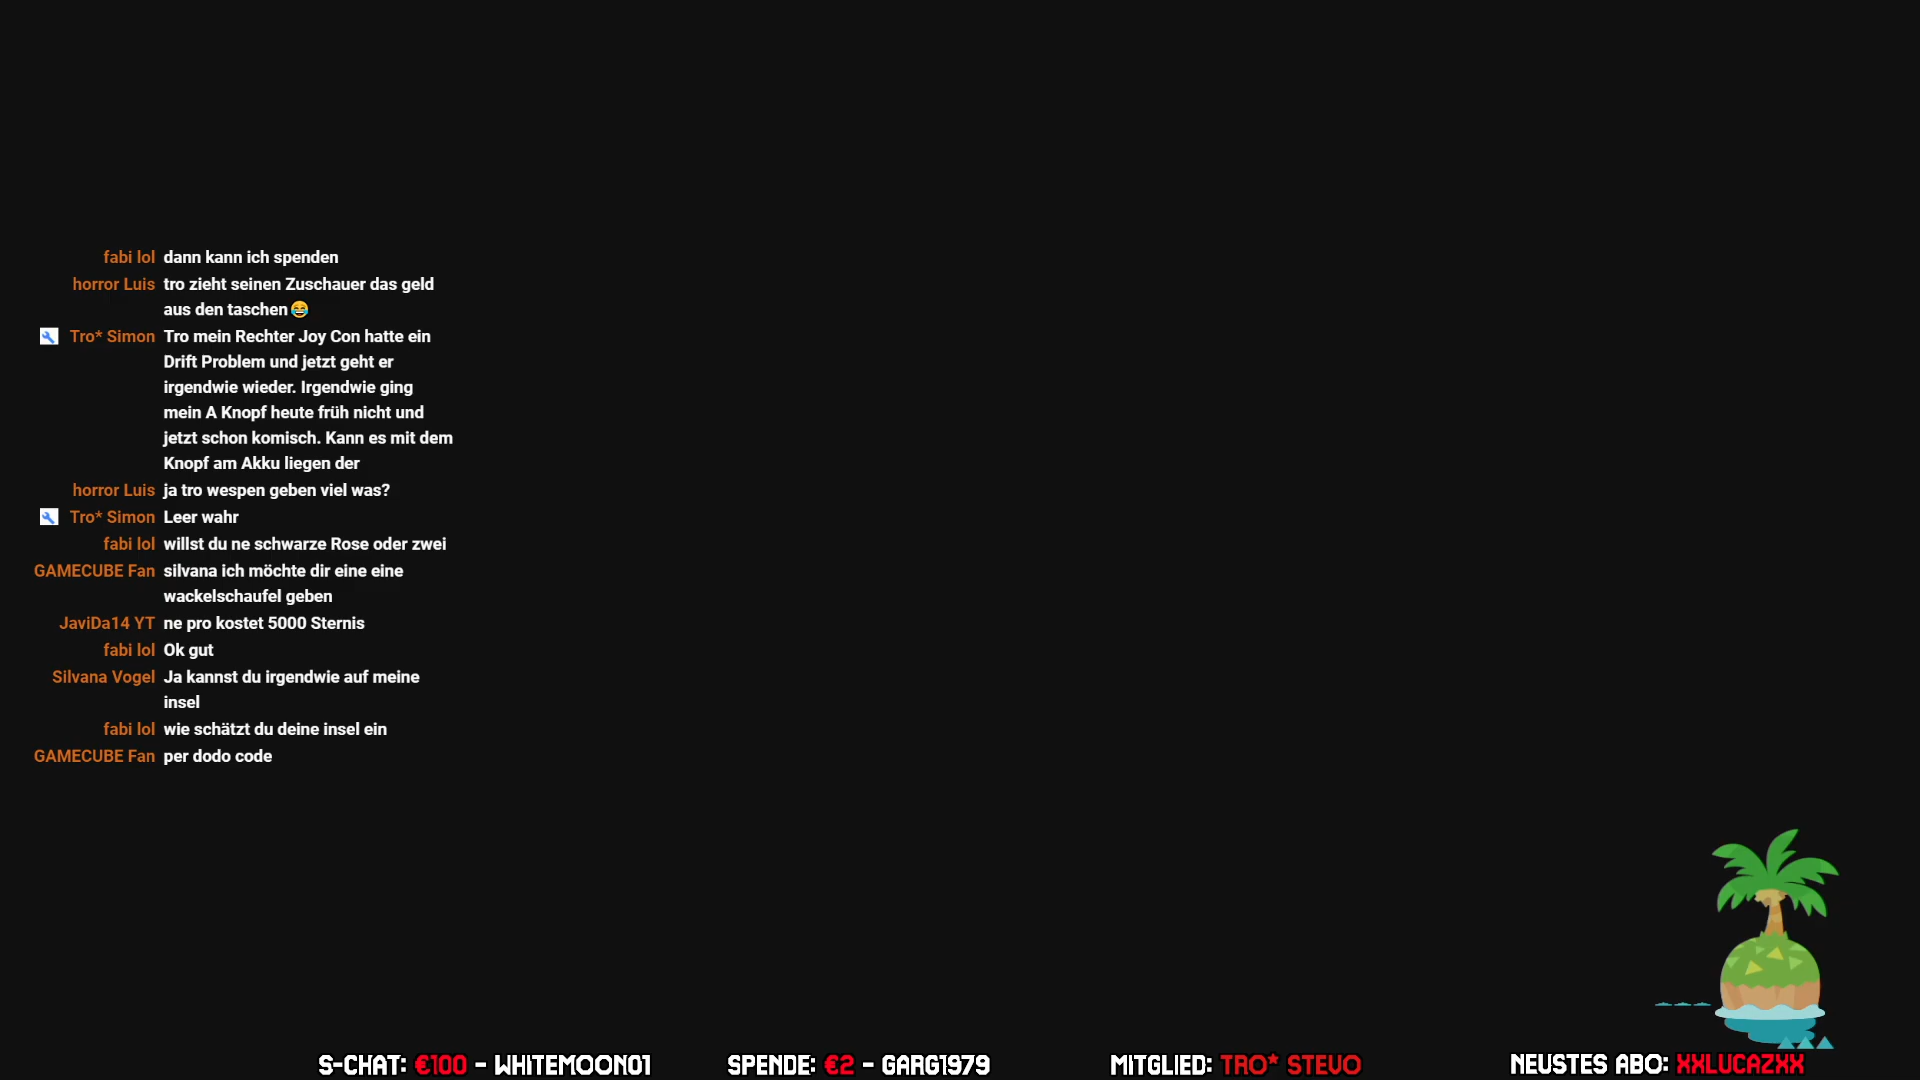 fabi lol dann kann ich spenden
horror Luis tro zieht seinen Zuschauer das geld
aus den taschen😂
Tro* Simon Tro mein Rechter Joy Con hatte ein
Drift Problem und jetzt geht er
irgendwie wieder. Irgendwie ging
mein A Knopf heute früh nicht und
jetzt schon komisch. Kann es mit dem
Knopf am Akku liegen der
horror Luis ja tro wespen geben viel was?
Tro* Simon Leer wahr
fabi lol willst du ne schwarze Rose oder zwei
GAMECUBE Fan silvana ich möchte dir eine eine
wackelschaufel geben
JaviDa14 YT ne pro kostet 5000 Sternis
fabi lol Ok gut
Silvana Vogel Ja kannst du irgendwie auf meine
insel
fabi lol wie schätzt du deine insel ein
GAMECUBE Fan per dodo code
S-CHAT: €100 - WHITEMOON01 SPENDE: €2 - GARG1979 MITGLIED: TRO* STEVO NEUSTES ABO: XXLUCAZXX